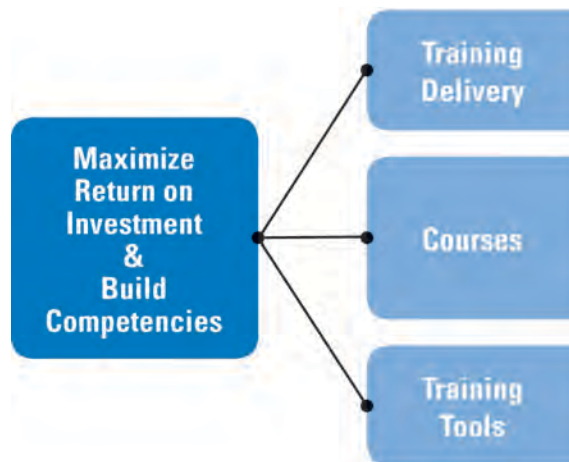 Maximize
Return on
Investment
&
Build
Competencies
Training
Delivery
Courses
Training
Tools